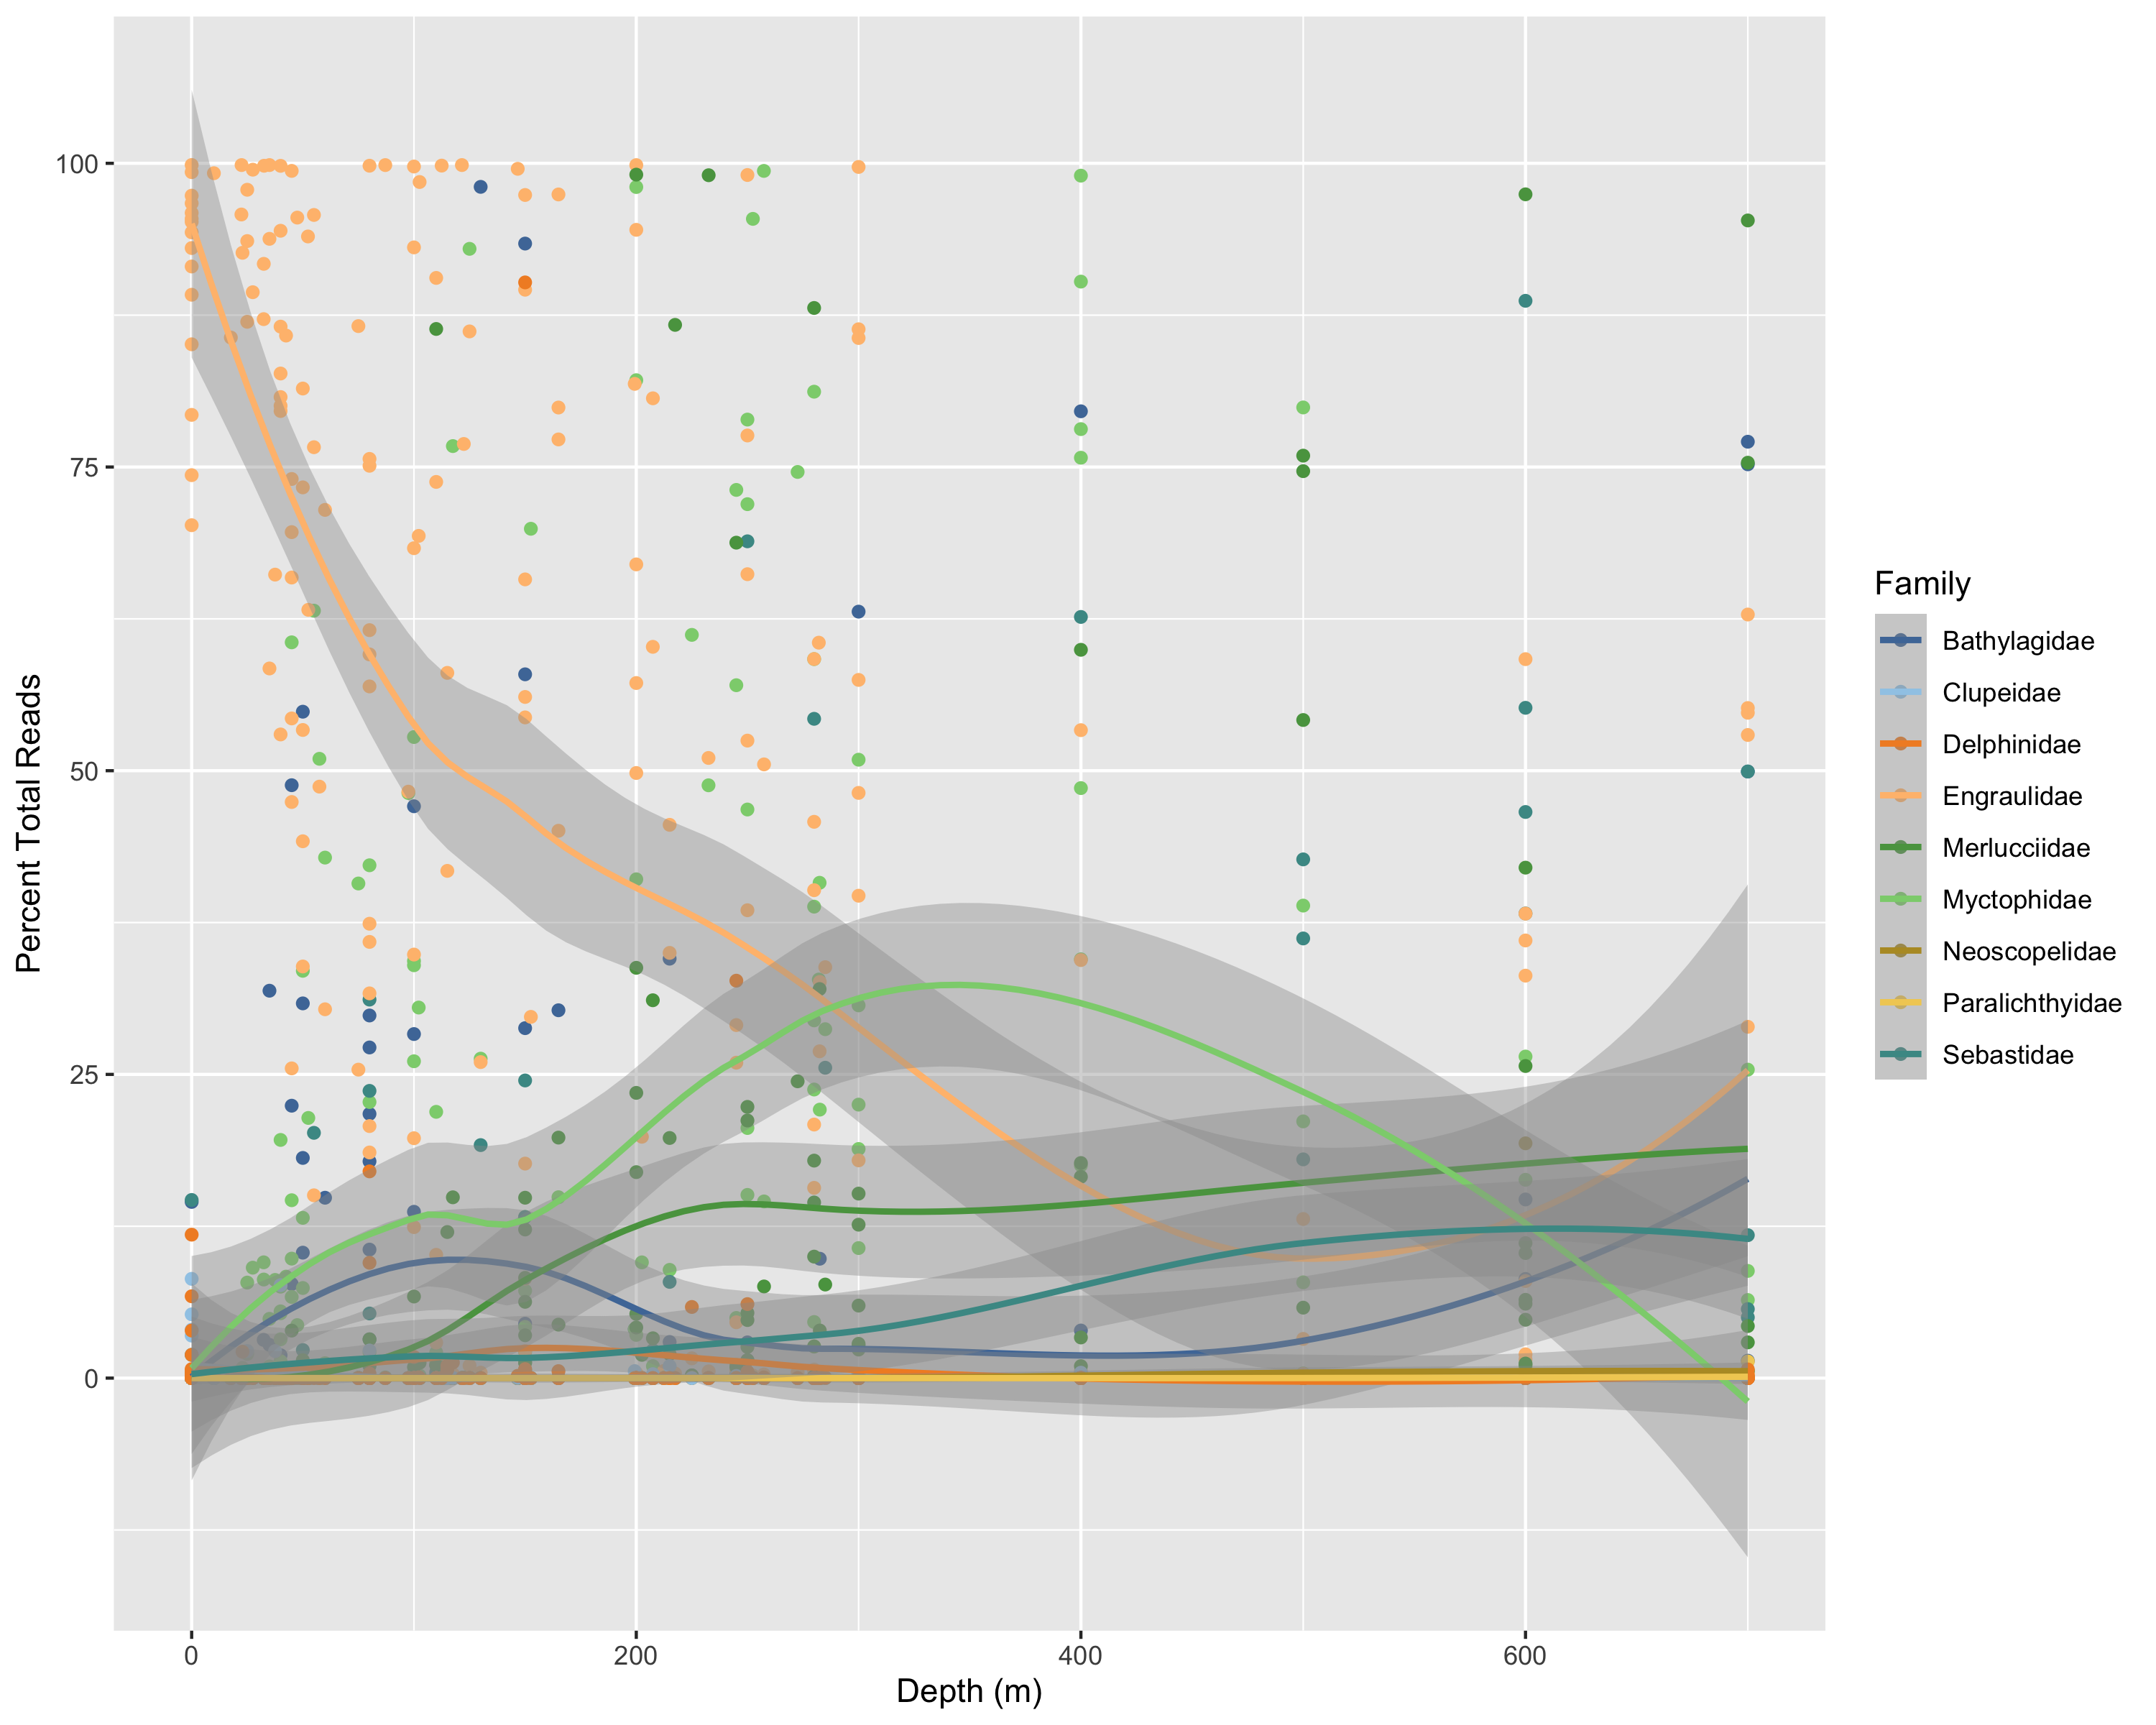 Percent Total Reads
100
75
50
25
0
0 200 400 600
Depth (m)
Family
Bathylagidae
Clupeidae
Delphinidae
Engraulidae
Merlucciidae
Myctophidae
Neoscopelidae
Paralichthyidae
Sebastidae